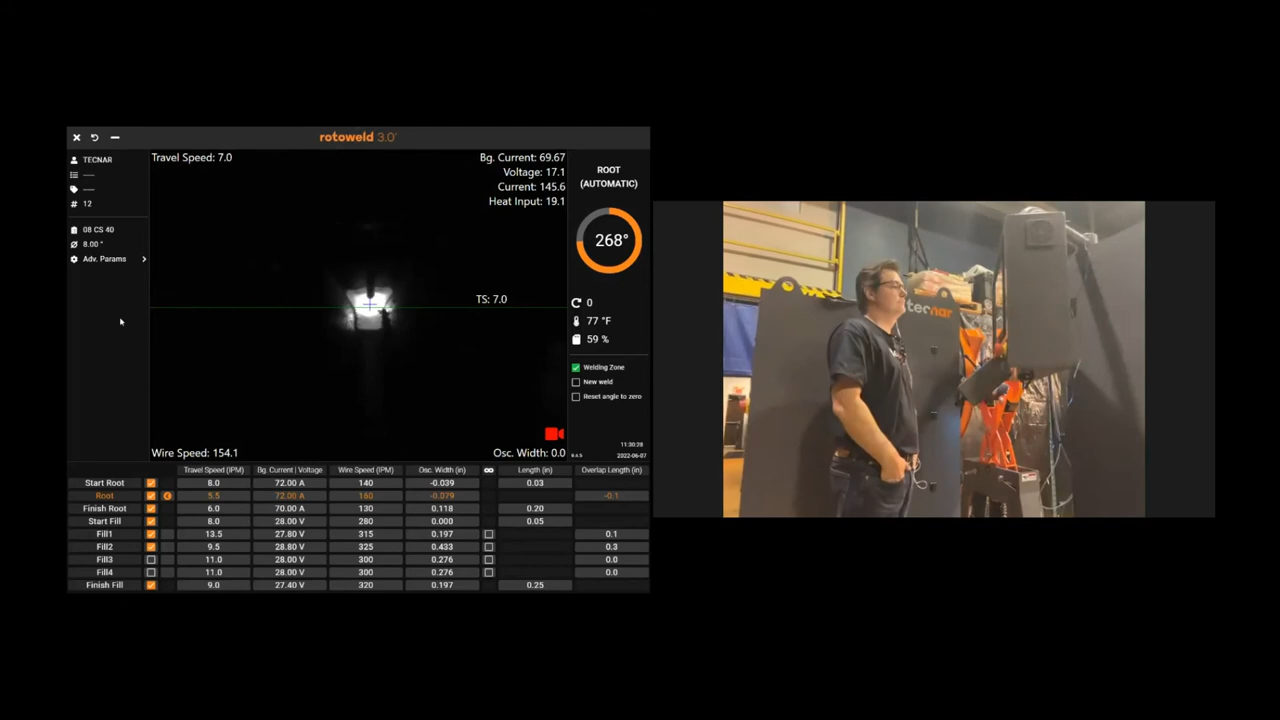 rotoweld 3.0
TECNAR
Travel Speed: 7.0
Bg. Current: 69.67
Voltage: 17.1
Current: 145.6
Heat Input: 19.1
ROOT
(AUTOMATIC)
# 12
08 CS 40
8.00 "
Adv. Params
268°
TS: 7.0
0
77 °F
59 %
Welding Zone
New weld
Reset angle to zero
Wire Speed: 154.1
Osc. Width: 0.0
11:30:28
2022-06-07
Travel Speed (IPM) Bg. Current | Voltage Wire Speed (IPM) Osc. Width (in) Length (in) Overlap Length (in)
Start Root 8.0 72.00 A 140 -0.039 0.03
Root 5.5 72.00 A 160 -0.079 -0.1
Finish Root 6.0 70.00 A 130 0.118 0.20
Start Fill 8.0 28.00 V 280 0.000 0.05
Fill1 13.5 27.80 V 315 0.197 0.1
Fill2 9.5 28.80 V 325 0.433 0.3
Fill3 11.0 28.00 V 300 0.276 0.0
Fill4 11.0 28.00 V 300 0.276 0.0
Finish Fill 9.0 27.40 V 320 0.197 0.25
tecnar